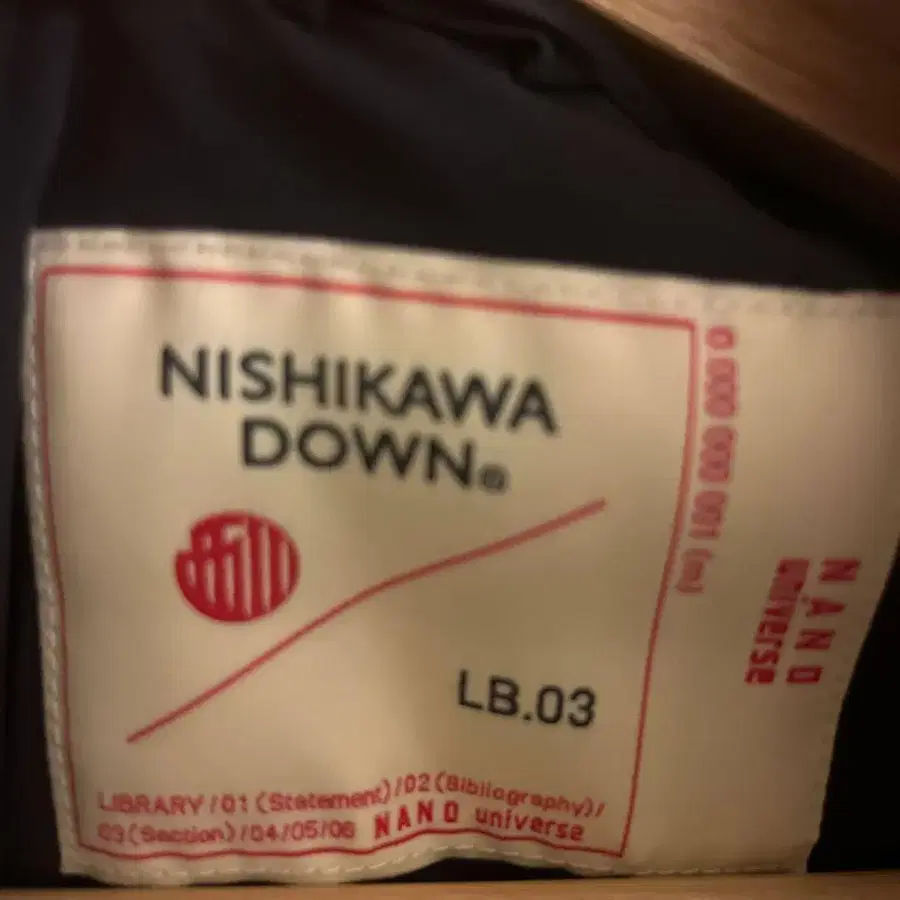 NISHIKAWA
DOWN®
LB.03
LIBRARY/01 (Statement)/02 (Bibliography)/
03 (Section)/04/05/06 NANO universe
0.000 000 001 (m)
NANO
universe